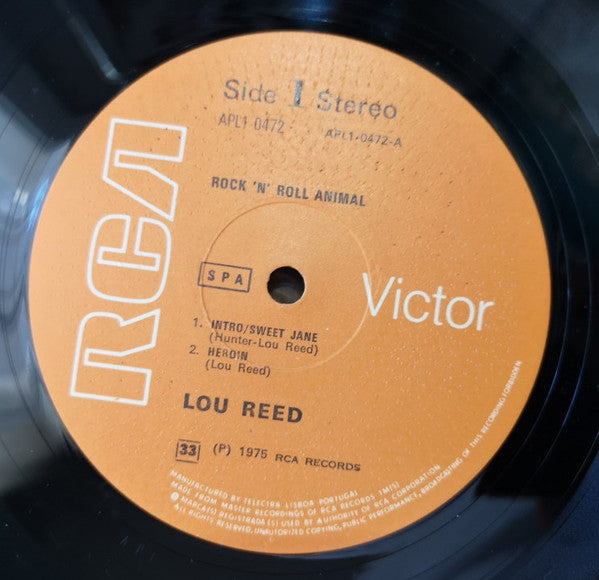 Side 1 Stereo
APL1-0472 APL1-0472-A
ROCK 'N' ROLL ANIMAL
RCA
SPA
Victor
1. INTRO/SWEET JANE
(Hunter-Lou Reed)
2. HEROIN
(Lou Reed)
LOU REED
33 (P) 1975 RCA RECORDS
MANUFACTURED BY TELECTRA LISBOA PORTUGAL
MADE FROM MASTER RECORDINGS OF RCA RECORDS TM(S)
MARCA(S) REGISTRADA(S) USED BY AUTHORITY OF RCA CORPORATION
ALL RIGHTS RESERVED, UNAUTHORIZED COPYING, PUBLIC PERFORMANCE, BROADCASTING OF THIS RECORDING FORBIDDEN